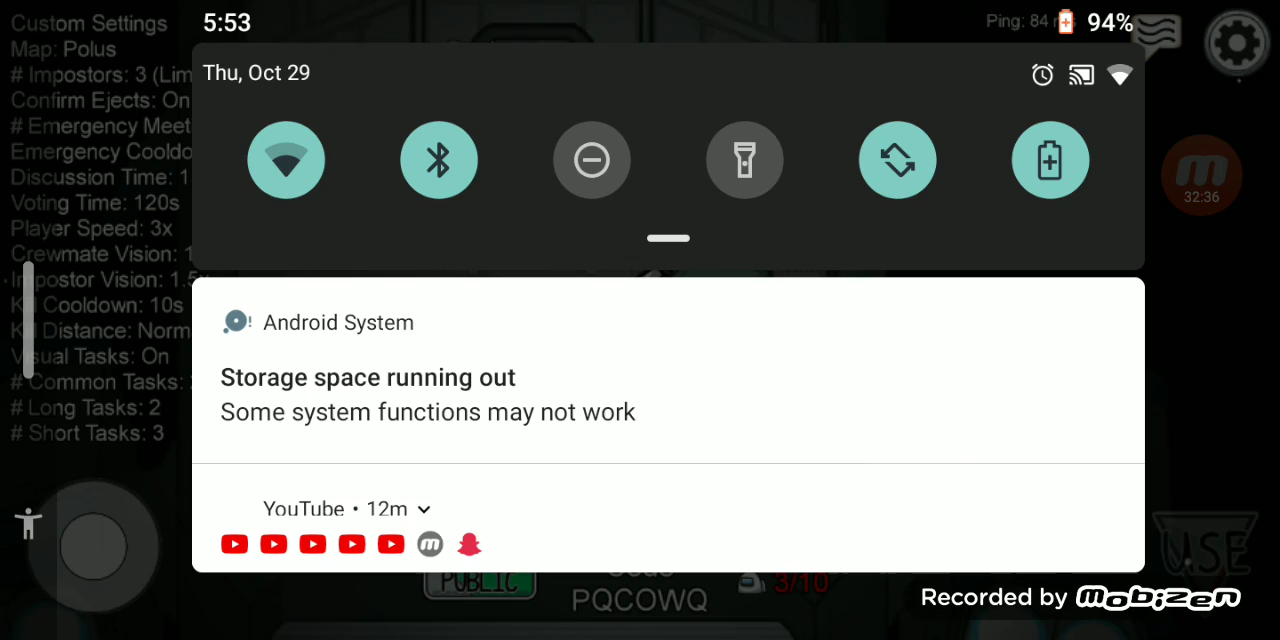 5:53
Ping: 84
94%
Thu, Oct 29
Custom Settings
Map: Polus
# Impostors: 3 (Lim
Confirm Ejects: On
# Emergency Meet
Emergency Cooldo
Discussion Time: 1
Voting Time: 120s
Player Speed: 3x
Crewmate Vision: 1
Impostor Vision: 1.5x
Kill Cooldown: 10s
Kill Distance: Norm
Visual Tasks: On
# Common Tasks:
# Long Tasks: 2
# Short Tasks: 3
32:36
Android System
Storage space running out
Some system functions may not work
YouTube • 12m
USE
PUBLIC
Code
PQCOWQ
3/10
Recorded by mobizen